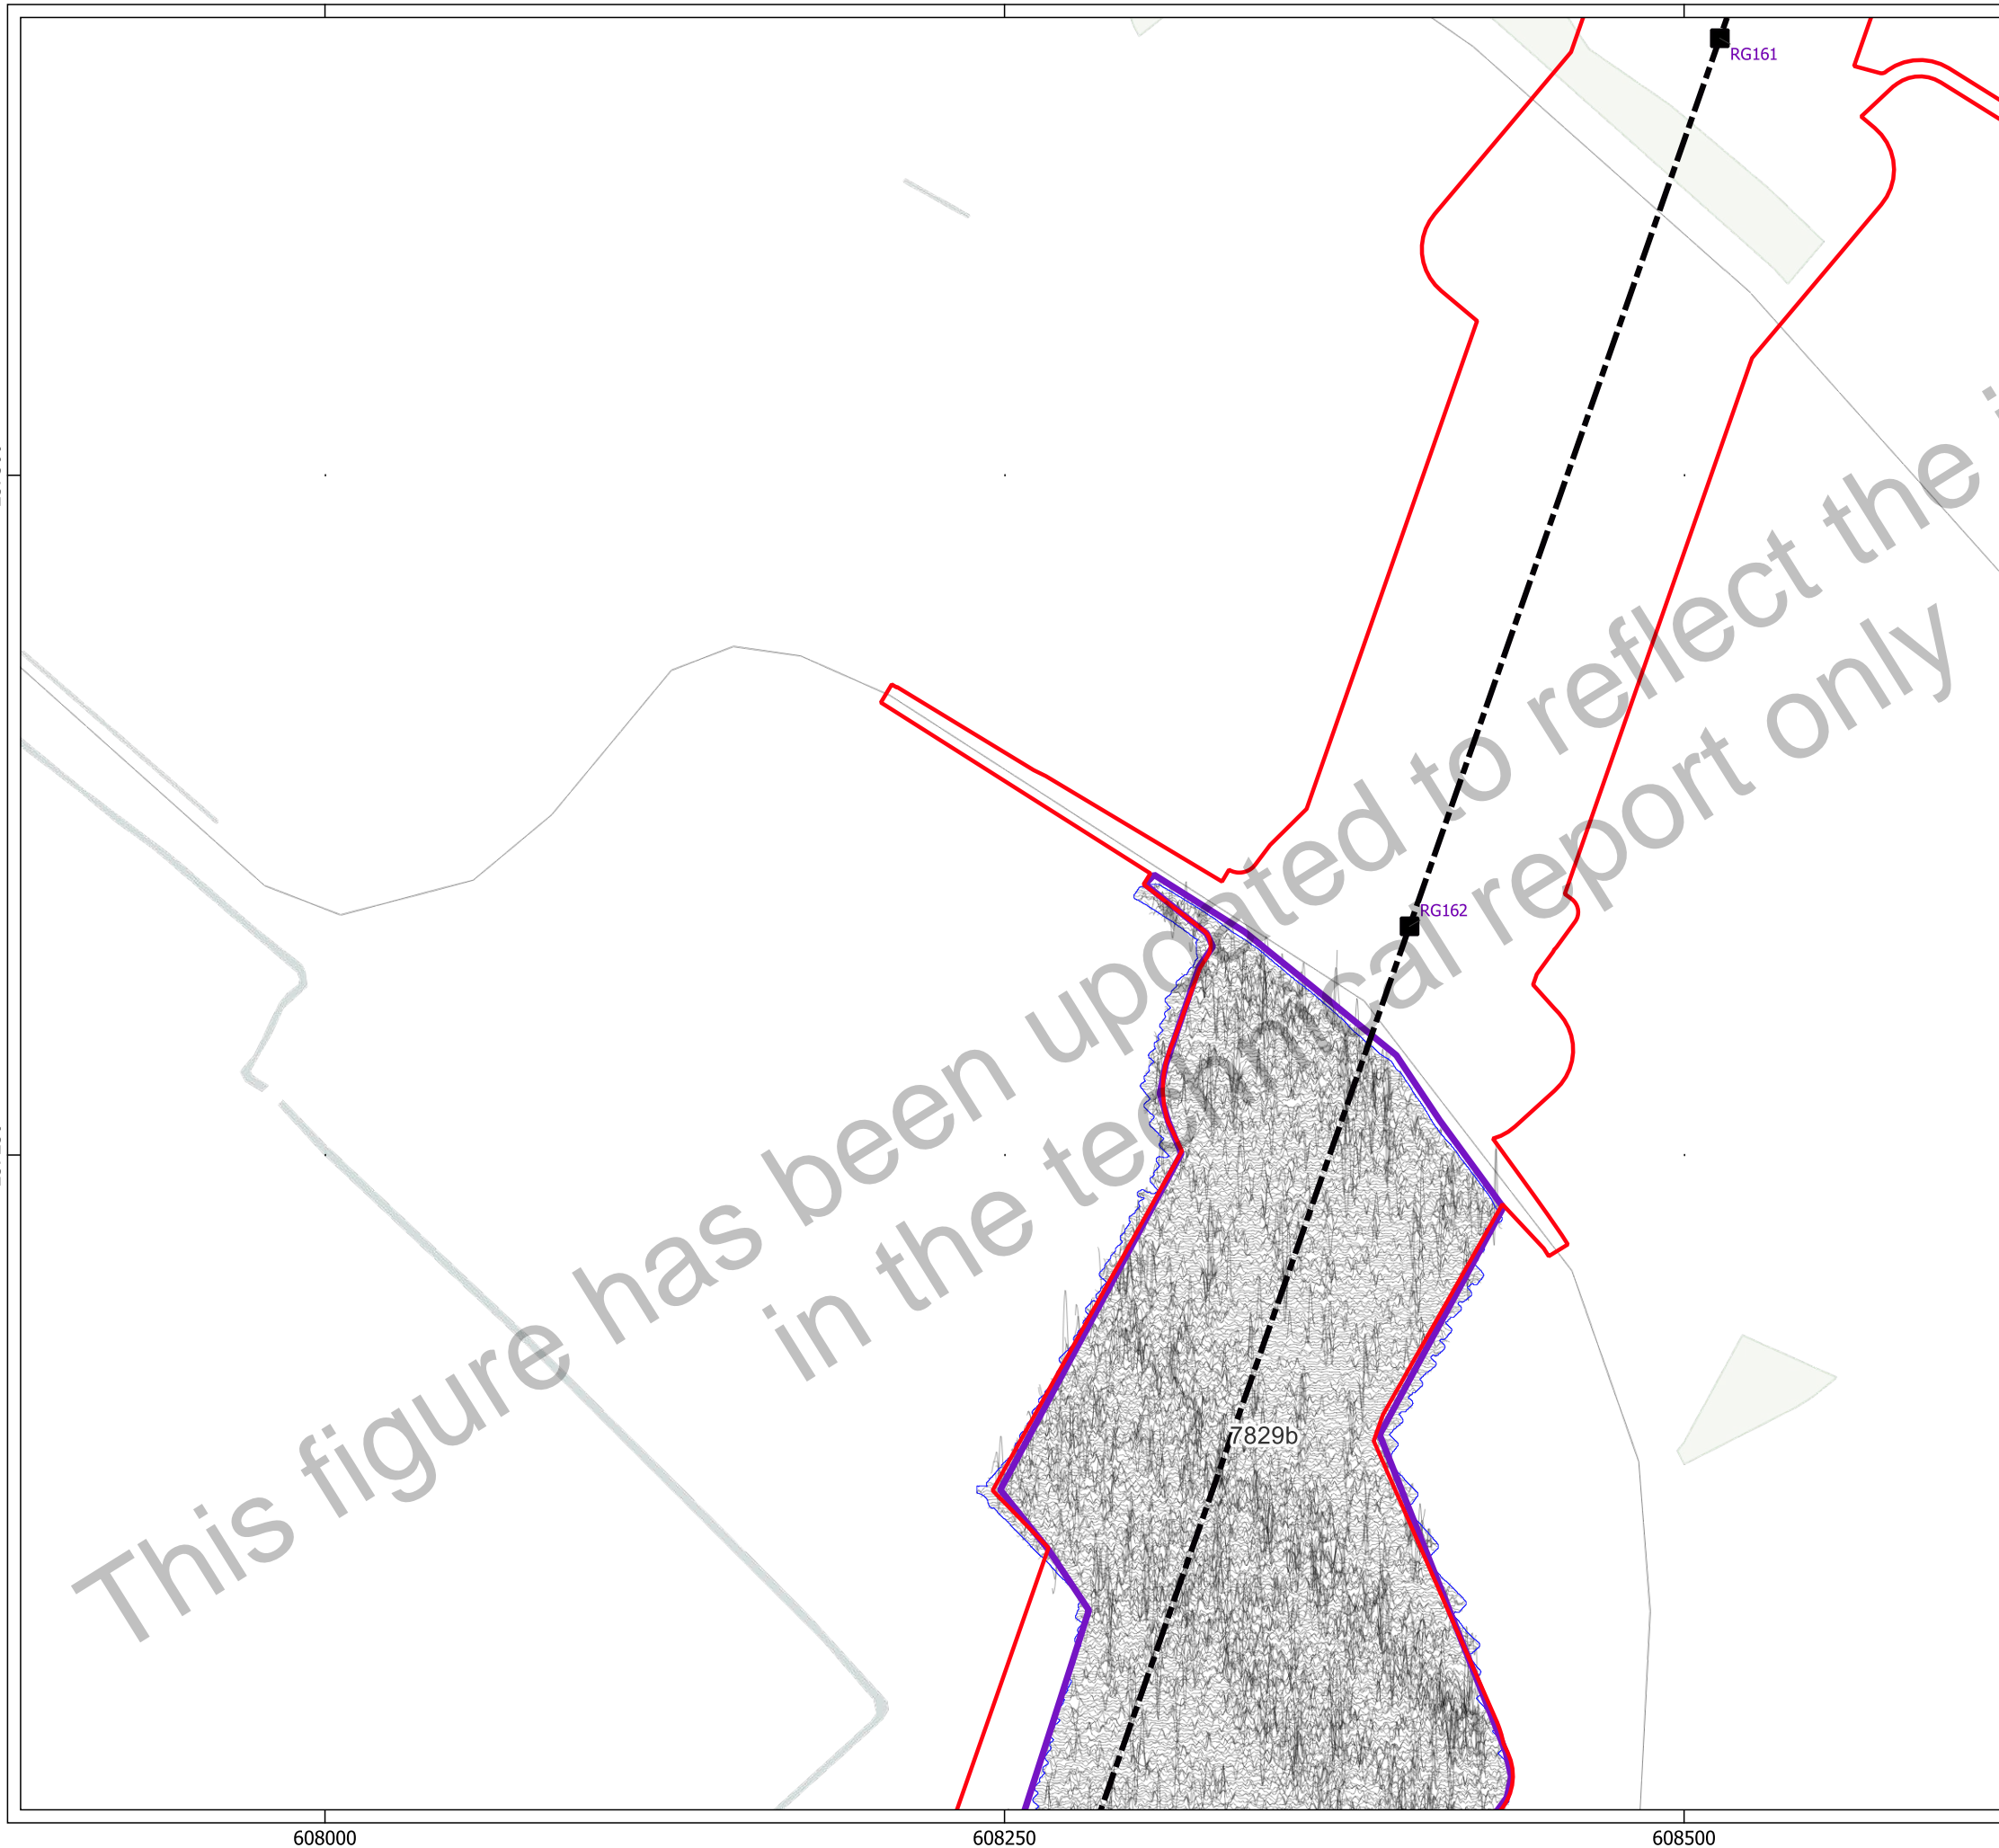 RG161
This figure has been updated to reflect the
in the technical report only
RG162
7829b
608000
608250
608500